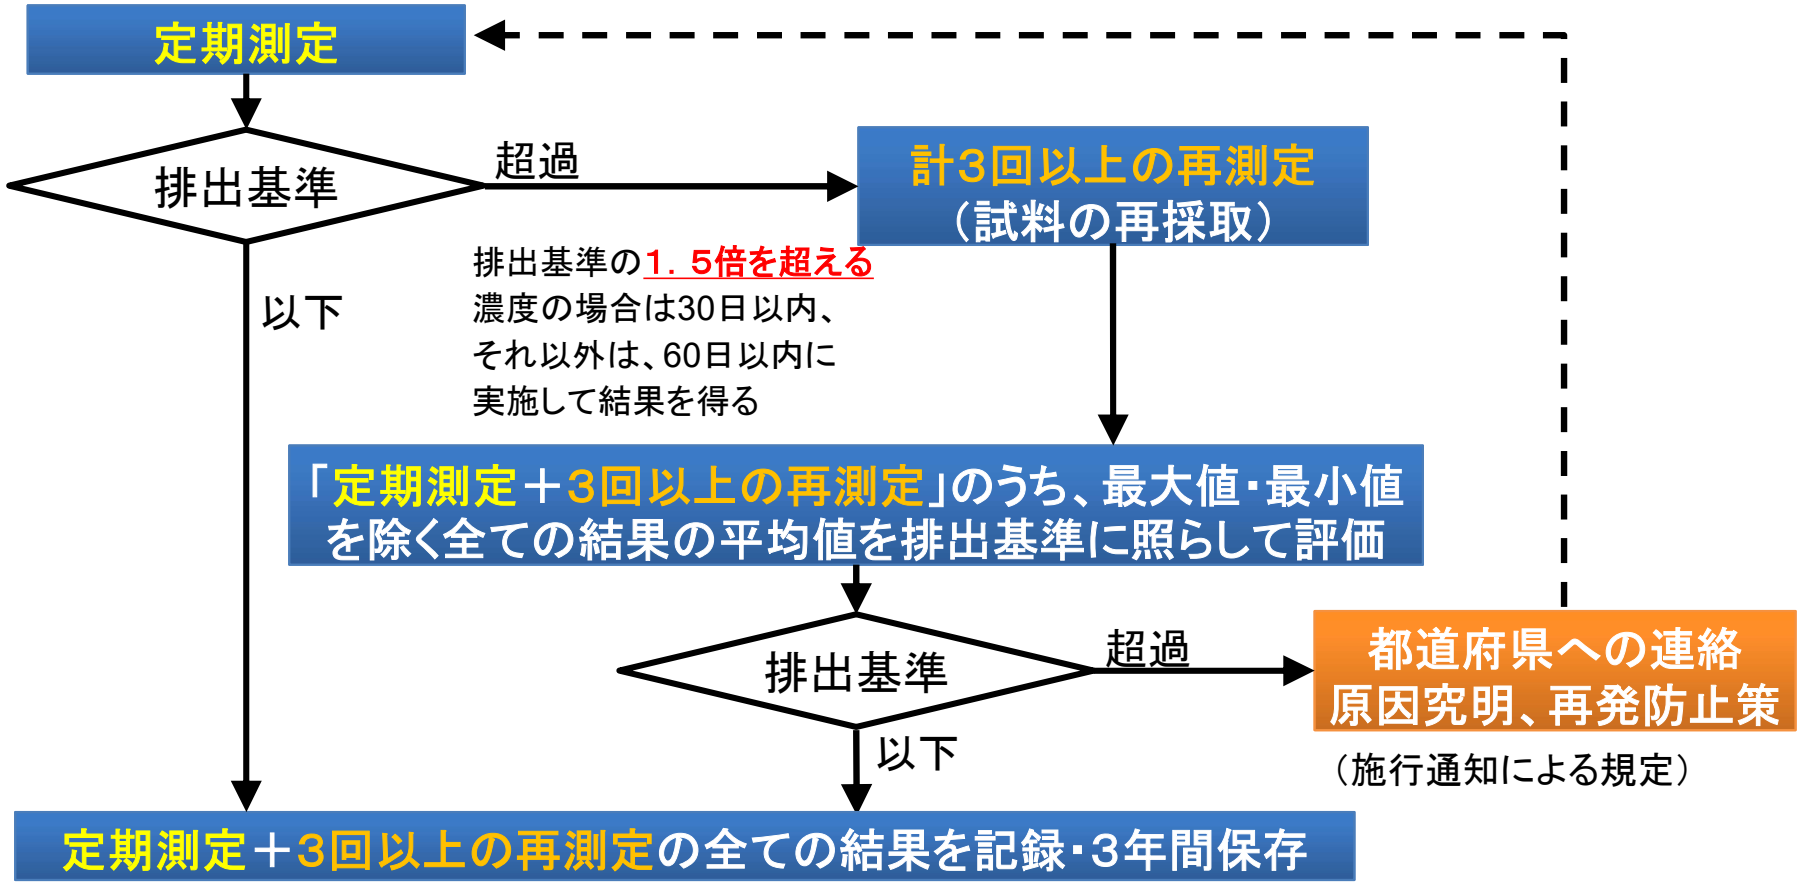 定期測定
排出基準
超過
計3回以上の再測定
（試料の再採取）
排出基準の１．５倍を超える
濃度の場合は30日以内、
それ以外は、60日以内に
実施して結果を得る
以下
「定期測定＋３回以上の再測定」のうち、最大値・最小値
を除く全ての結果の平均値を排出基準に照らして評価
排出基準
超過
都道府県への連絡
原因究明、再発防止策
（施行通知による規定）
以下
定期測定＋３回以上の再測定の全ての結果を記録・３年間保存